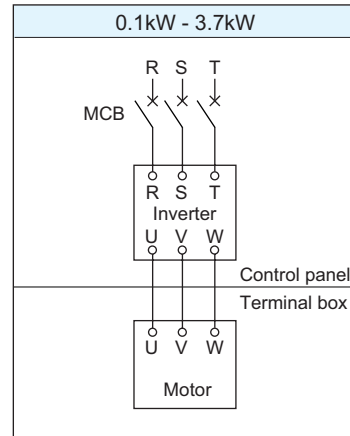 0.1kW - 3.7kW
R S T
MCB
R S T
Inverter
U V W
Control panel
Terminal box
U V W
Motor